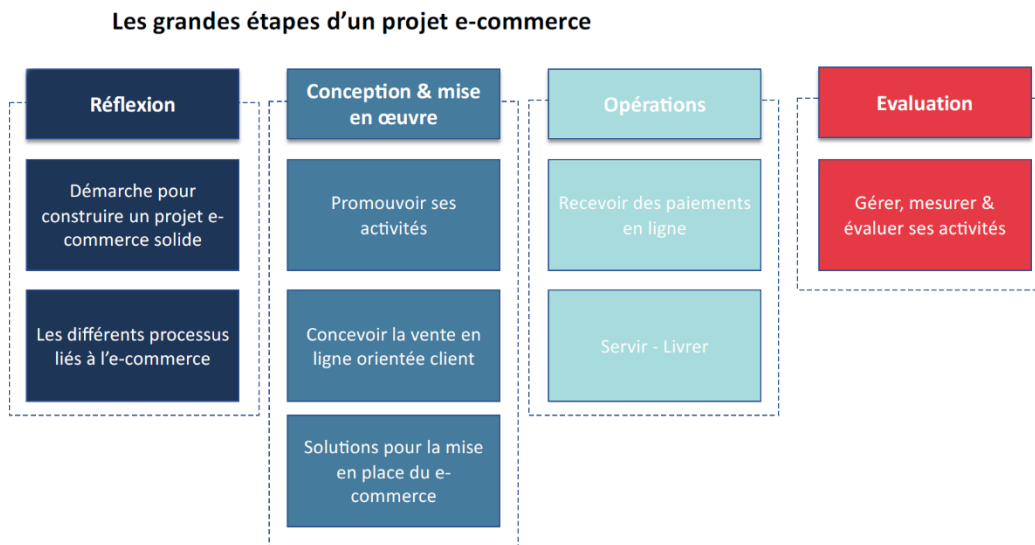 Les grandes étapes d’un projet e-commerce
Réflexion
Démarche pour
construire un projet e-
commerce solide
Les différents processus
liés à l’e-commerce
Conception & mise
en œuvre
Promouvoir ses
activités
Concevoir la vente en
ligne orientée client
Solutions pour la mise
en place du e-
commerce
Opérations
Recevoir des paiements
en ligne
Servir - Livrer
Evaluation
Gérer, mesurer &
évaluer ses activités